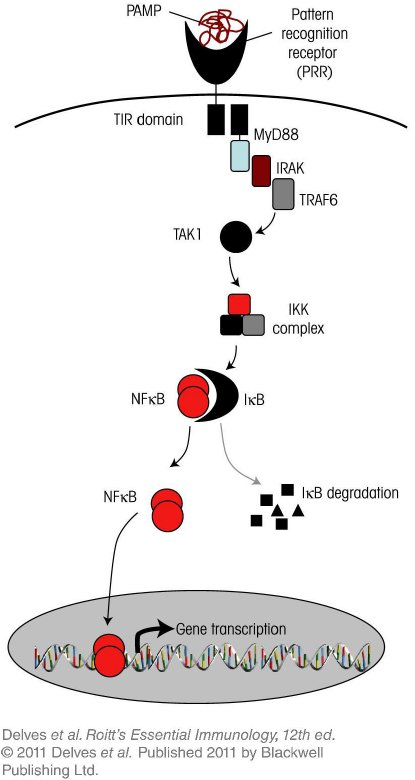 PAMP
Pattern
recognition
receptor
(PRR)
TIR domain
MyD88
IRAK
TRAF6
TAK1
IKK
complex
NFκB
IκB
NFκB
IκB degradation
Gene transcription
Delves et al. Roitt's Essential Immunology, 12th ed.
© 2011 Delves et al. Published 2011 by Blackwell
Publishing Ltd.